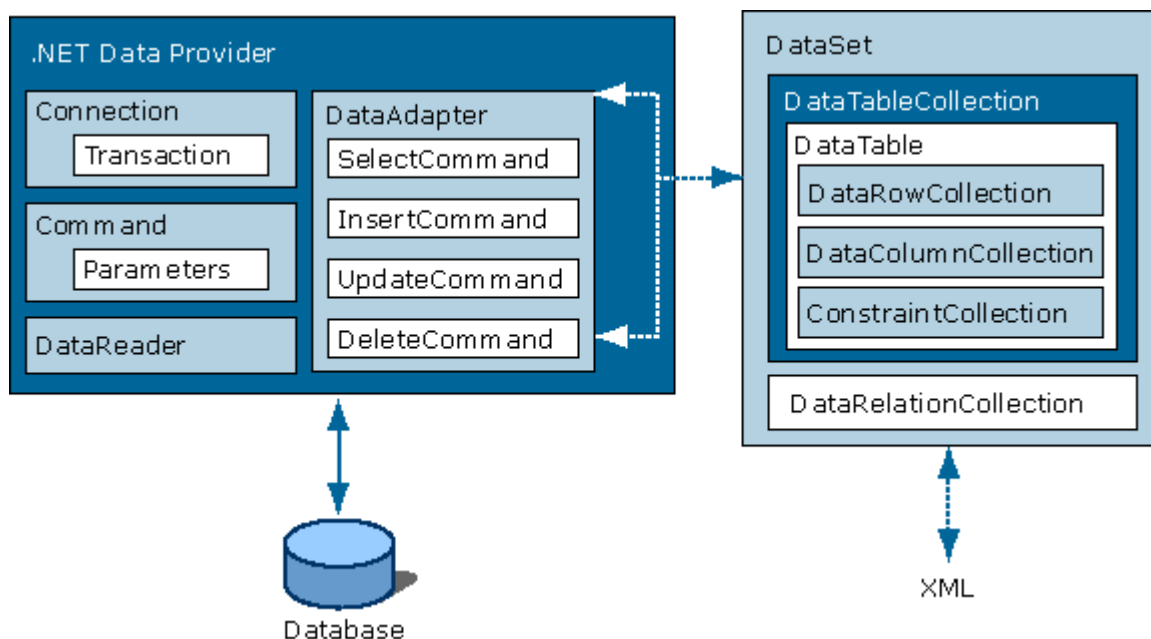 .NET Data Provider
Connection
Transaction
Command
Parameters
DataReader
DataAdapter
SelectCommand
InsertCommand
UpdateCommand
DeleteCommand
Database
DataSet
DataTableCollection
DataTable
DataRowCollection
DataColumnCollection
ConstraintCollection
DataRelationCollection
XML